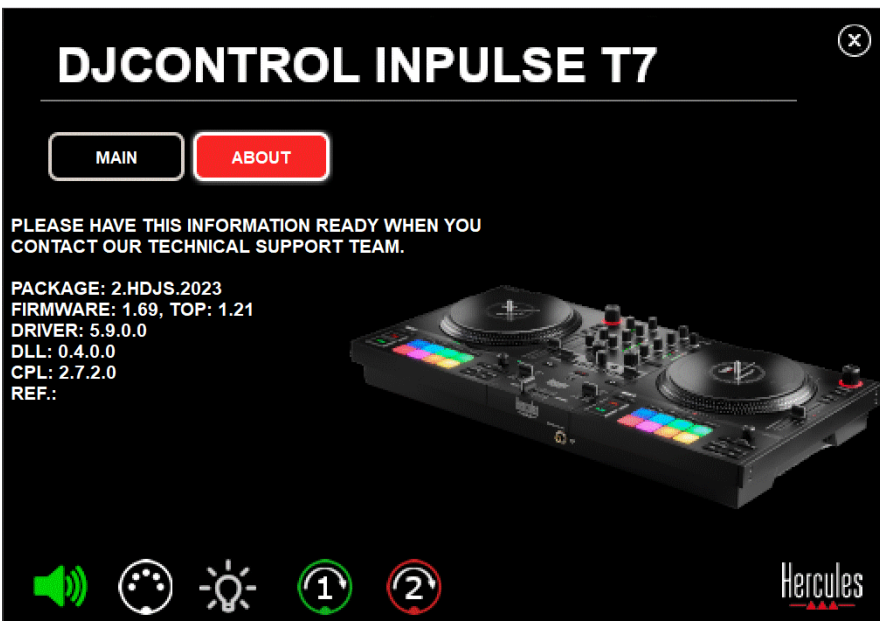 DJCONTROL INPULSE T7
X
MAIN
ABOUT
PLEASE HAVE THIS INFORMATION READY WHEN YOU
CONTACT OUR TECHNICAL SUPPORT TEAM.
PACKAGE: 2.HDJS.2023
FIRMWARE: 1.69, TOP: 1.21
DRIVER: 5.9.0.0
DLL: 0.4.0.0
CPL: 2.7.2.0
REF.:
1
2
Hercules